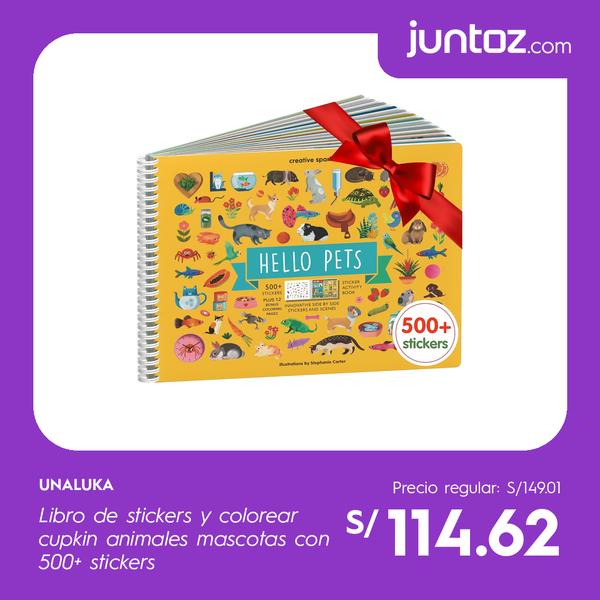 juntoz.com
HELLO PETS
500+
STICKERS
PLUS 12
BONUS
COLORING
PAGES
INNOVATIVE SIDE BY SIDE
STICKERS AND SCENES
STICKER
ACTIVITY
BOOK
500+
stickers
illustrations by Stephanie Carter
UNALUKA
Libro de stickers y colorear
cupkin animales mascotas con
500+ stickers
Precio regular: S/149.01
S/ 114.62